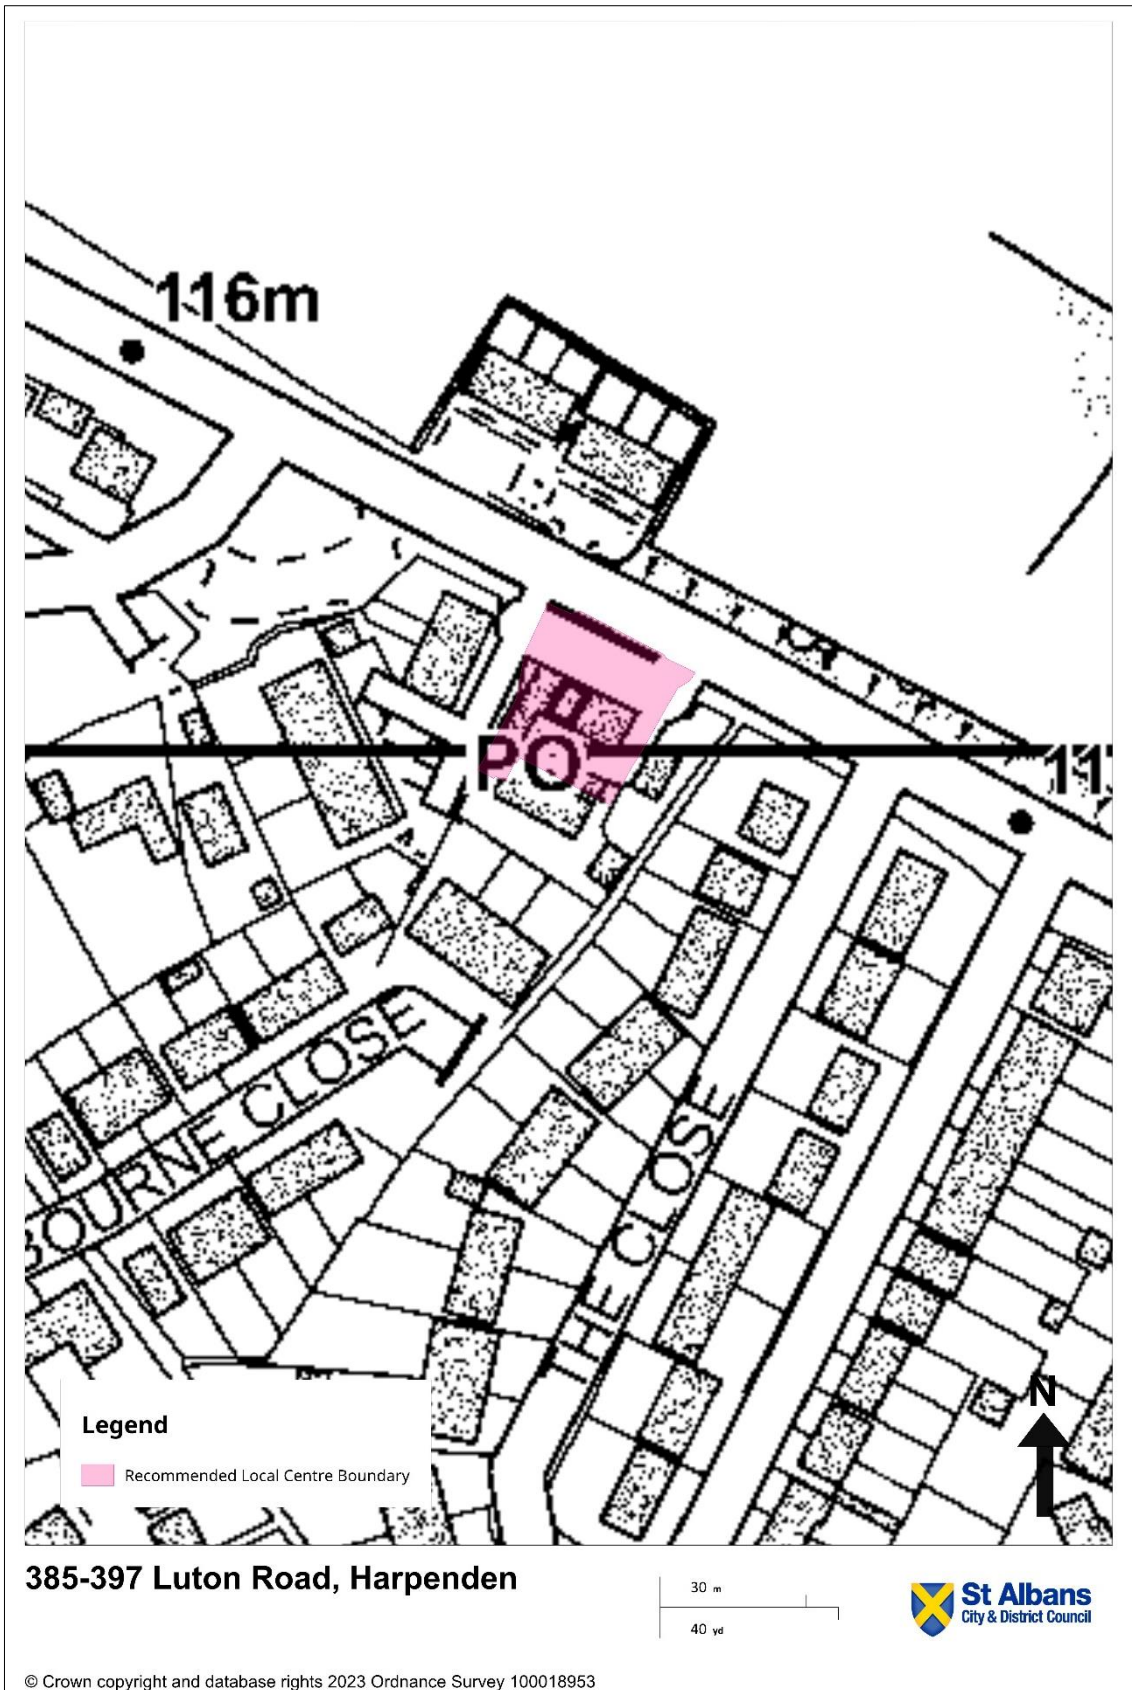 116m
PO
11
BOURNE CLOSE
THE CLOSE
N
Legend
Recommended Local Centre Boundary
385-397 Luton Road, Harpenden
30 m
40 yd
St Albans
City & District Council
© Crown copyright and database rights 2023 Ordnance Survey 100018953